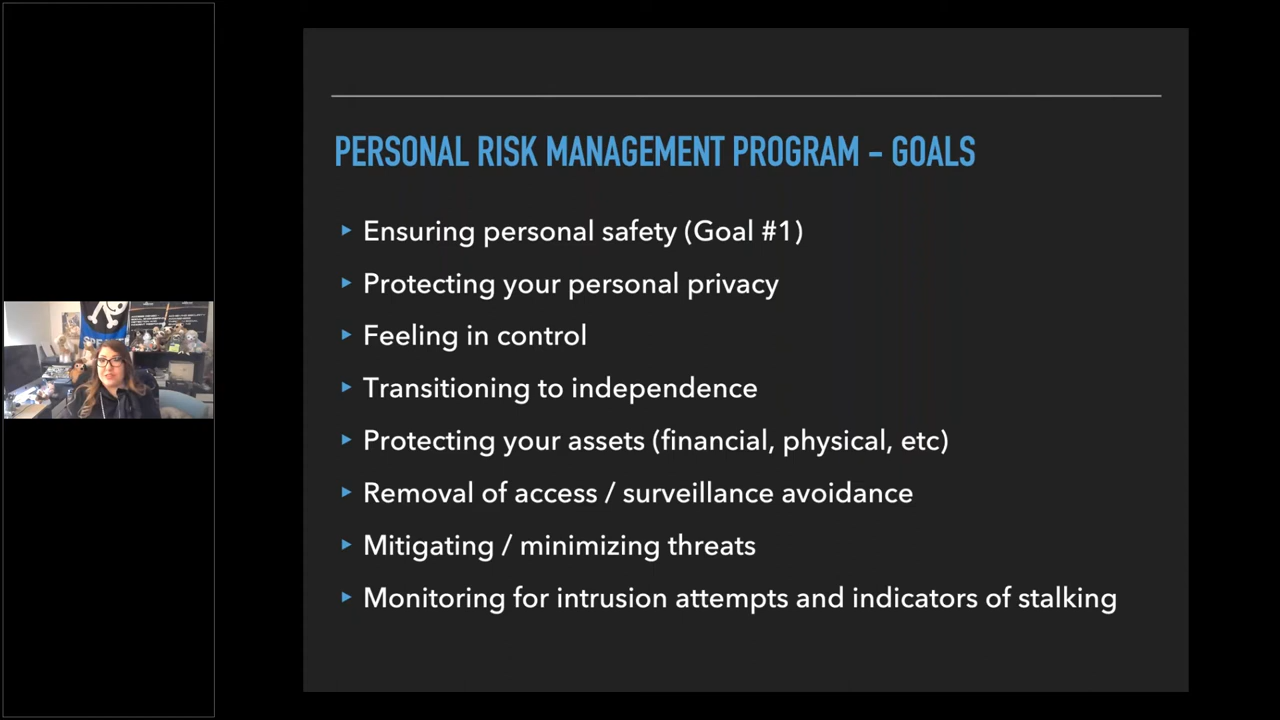 PERSONAL RISK MANAGEMENT PROGRAM – GOALS
Ensuring personal safety (Goal #1)
Protecting your personal privacy
Feeling in control
Transitioning to independence
Protecting your assets (financial, physical, etc)
Removal of access / surveillance avoidance
Mitigating / minimizing threats
Monitoring for intrusion attempts and indicators of stalking